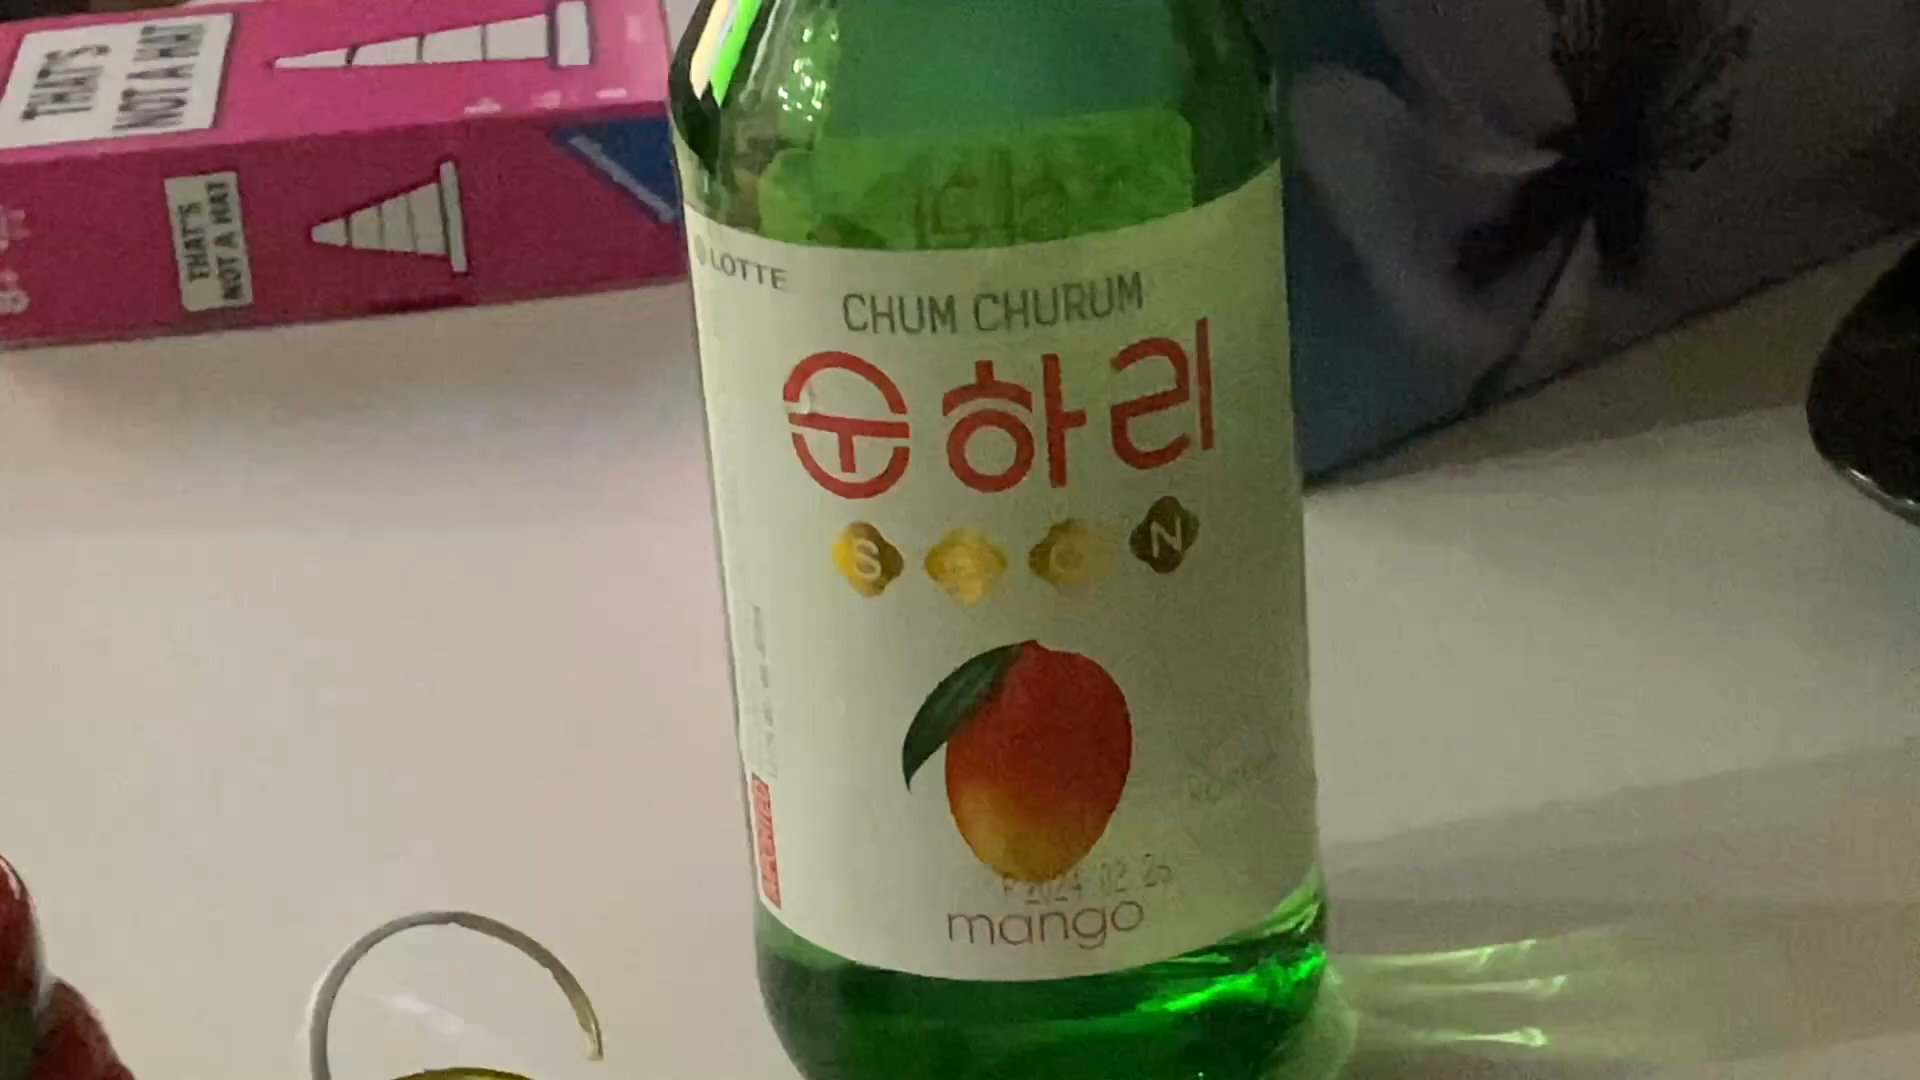 THAT'S
NOT A HAT
THAT'S
NOT A HAT
LOTTE
CHUM CHURUM
순하리
S O O N
2024.02.25
mango